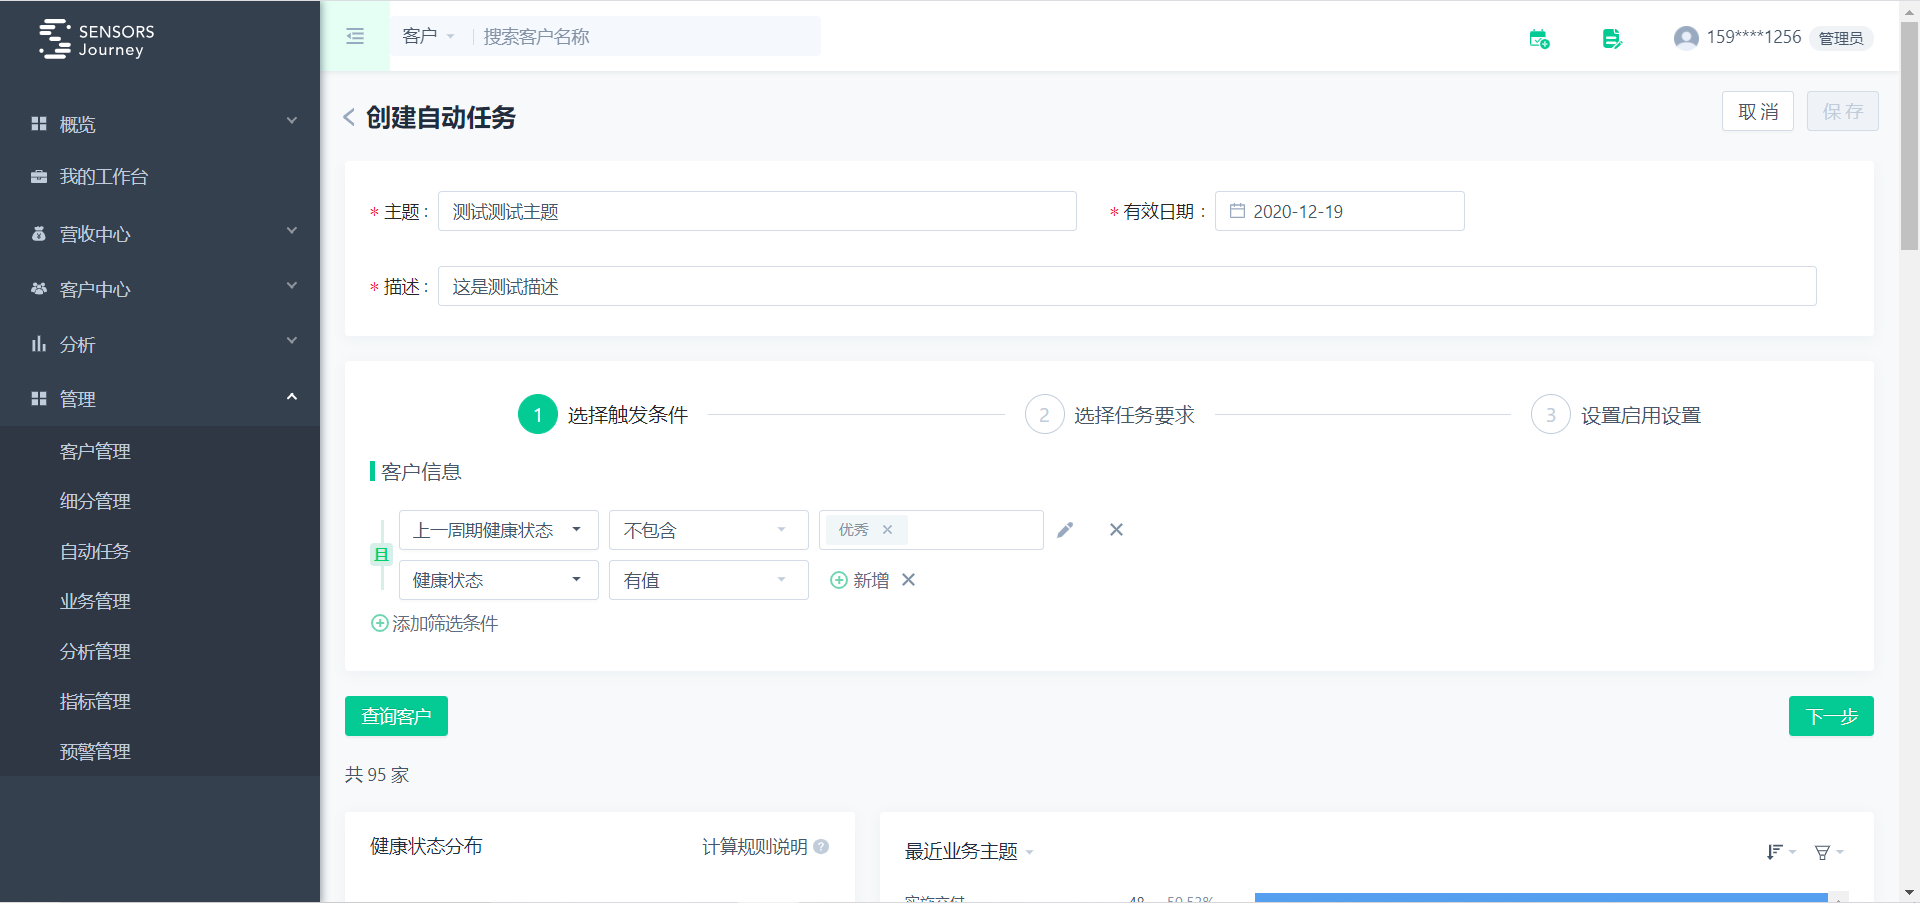 SENSORS
Journey
概览
我的工作台
营收中心
客户中心
分析
管理
客户管理
细分管理
自动任务
业务管理
分析管理
指标管理
预警管理
客户 搜索客户名称
159****1256 管理员
创建自动任务
取 消 保 存
* 主题 : 测试测试主题 * 有效日期 : 2020-12-19
* 描述 : 这是测试描述
1 选择触发条件 2 选择任务要求 3 设置启用设置
客户信息
上一周期健康状态 不包含 优秀
且
健康状态 有值 新增
添加筛选条件
查询客户 下一步
共 95 家
健康状态分布 计算规则说明 ?
最近业务主题
实施交付 48 50.53%